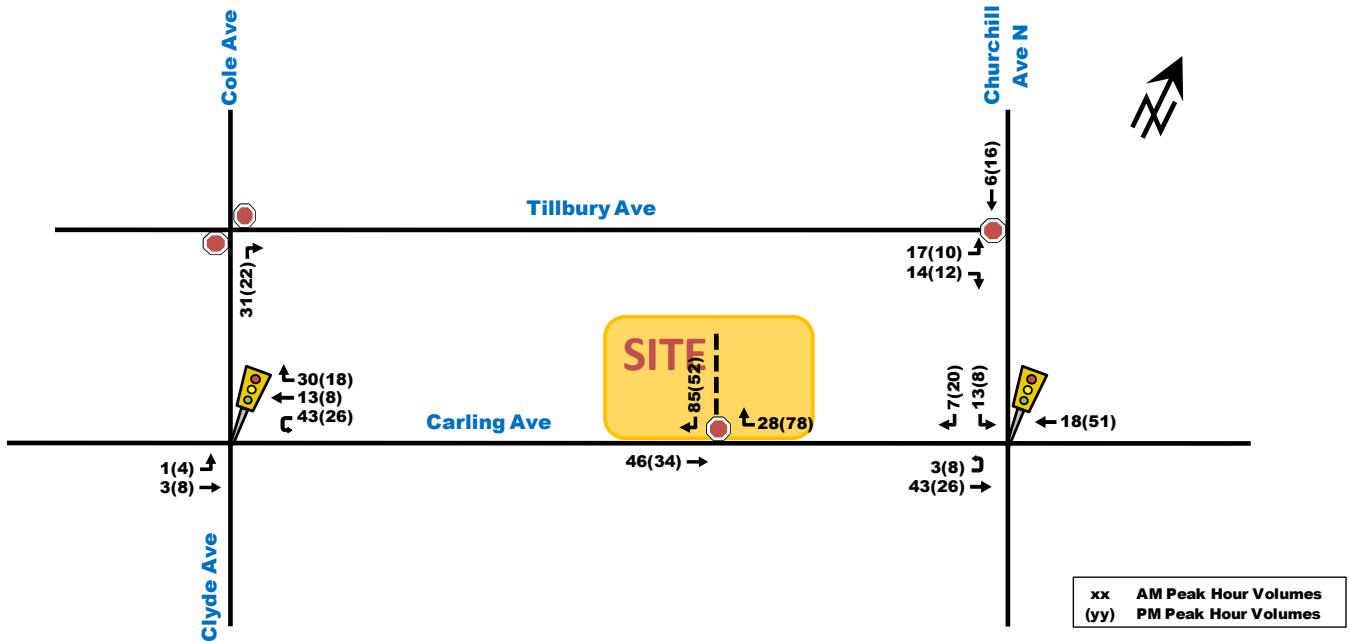 Cole Ave
Churchill
Ave N
6(16)
Tillbury Ave
17(10)
14(12)
31(22)
SITE
85(52)
30(18)
13(8)
43(26)
Carling Ave
28(78)
7(20)
13(8)
18(51)
1(4)
3(8)
46(34)
3(8)
43(26)
Clyde Ave
xx AM Peak Hour Volumes
(yy) PM Peak Hour Volumes